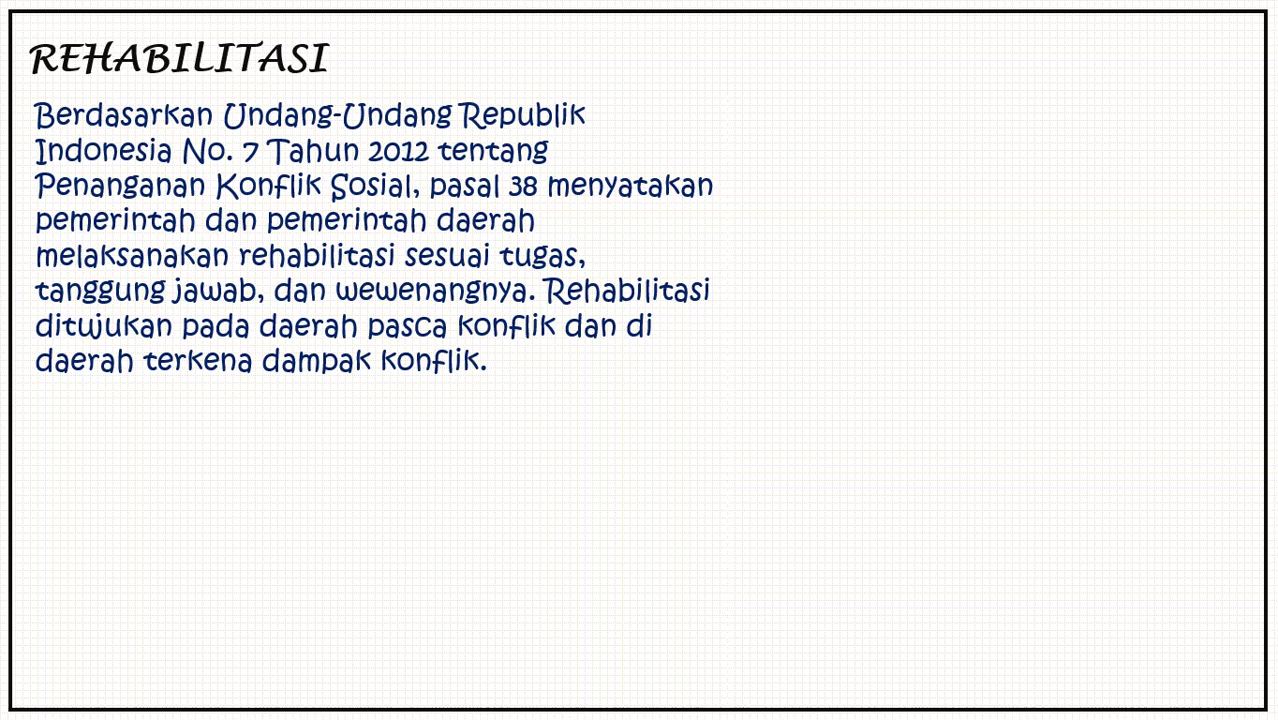 REHABILITASI
Berdasarkan Undang-Undang Republik
Indonesia No. 7 Tahun 2012 tentang
Penanganan Konflik Sosial, pasal 38 menyatakan
pemerintah dan pemerintah daerah
melaksanakan rehabilitasi sesuai tugas,
tanggung jawab, dan wewenangnya. Rehabilitasi
ditujukan pada daerah pasca konflik dan di
daerah terkena dampak konflik.